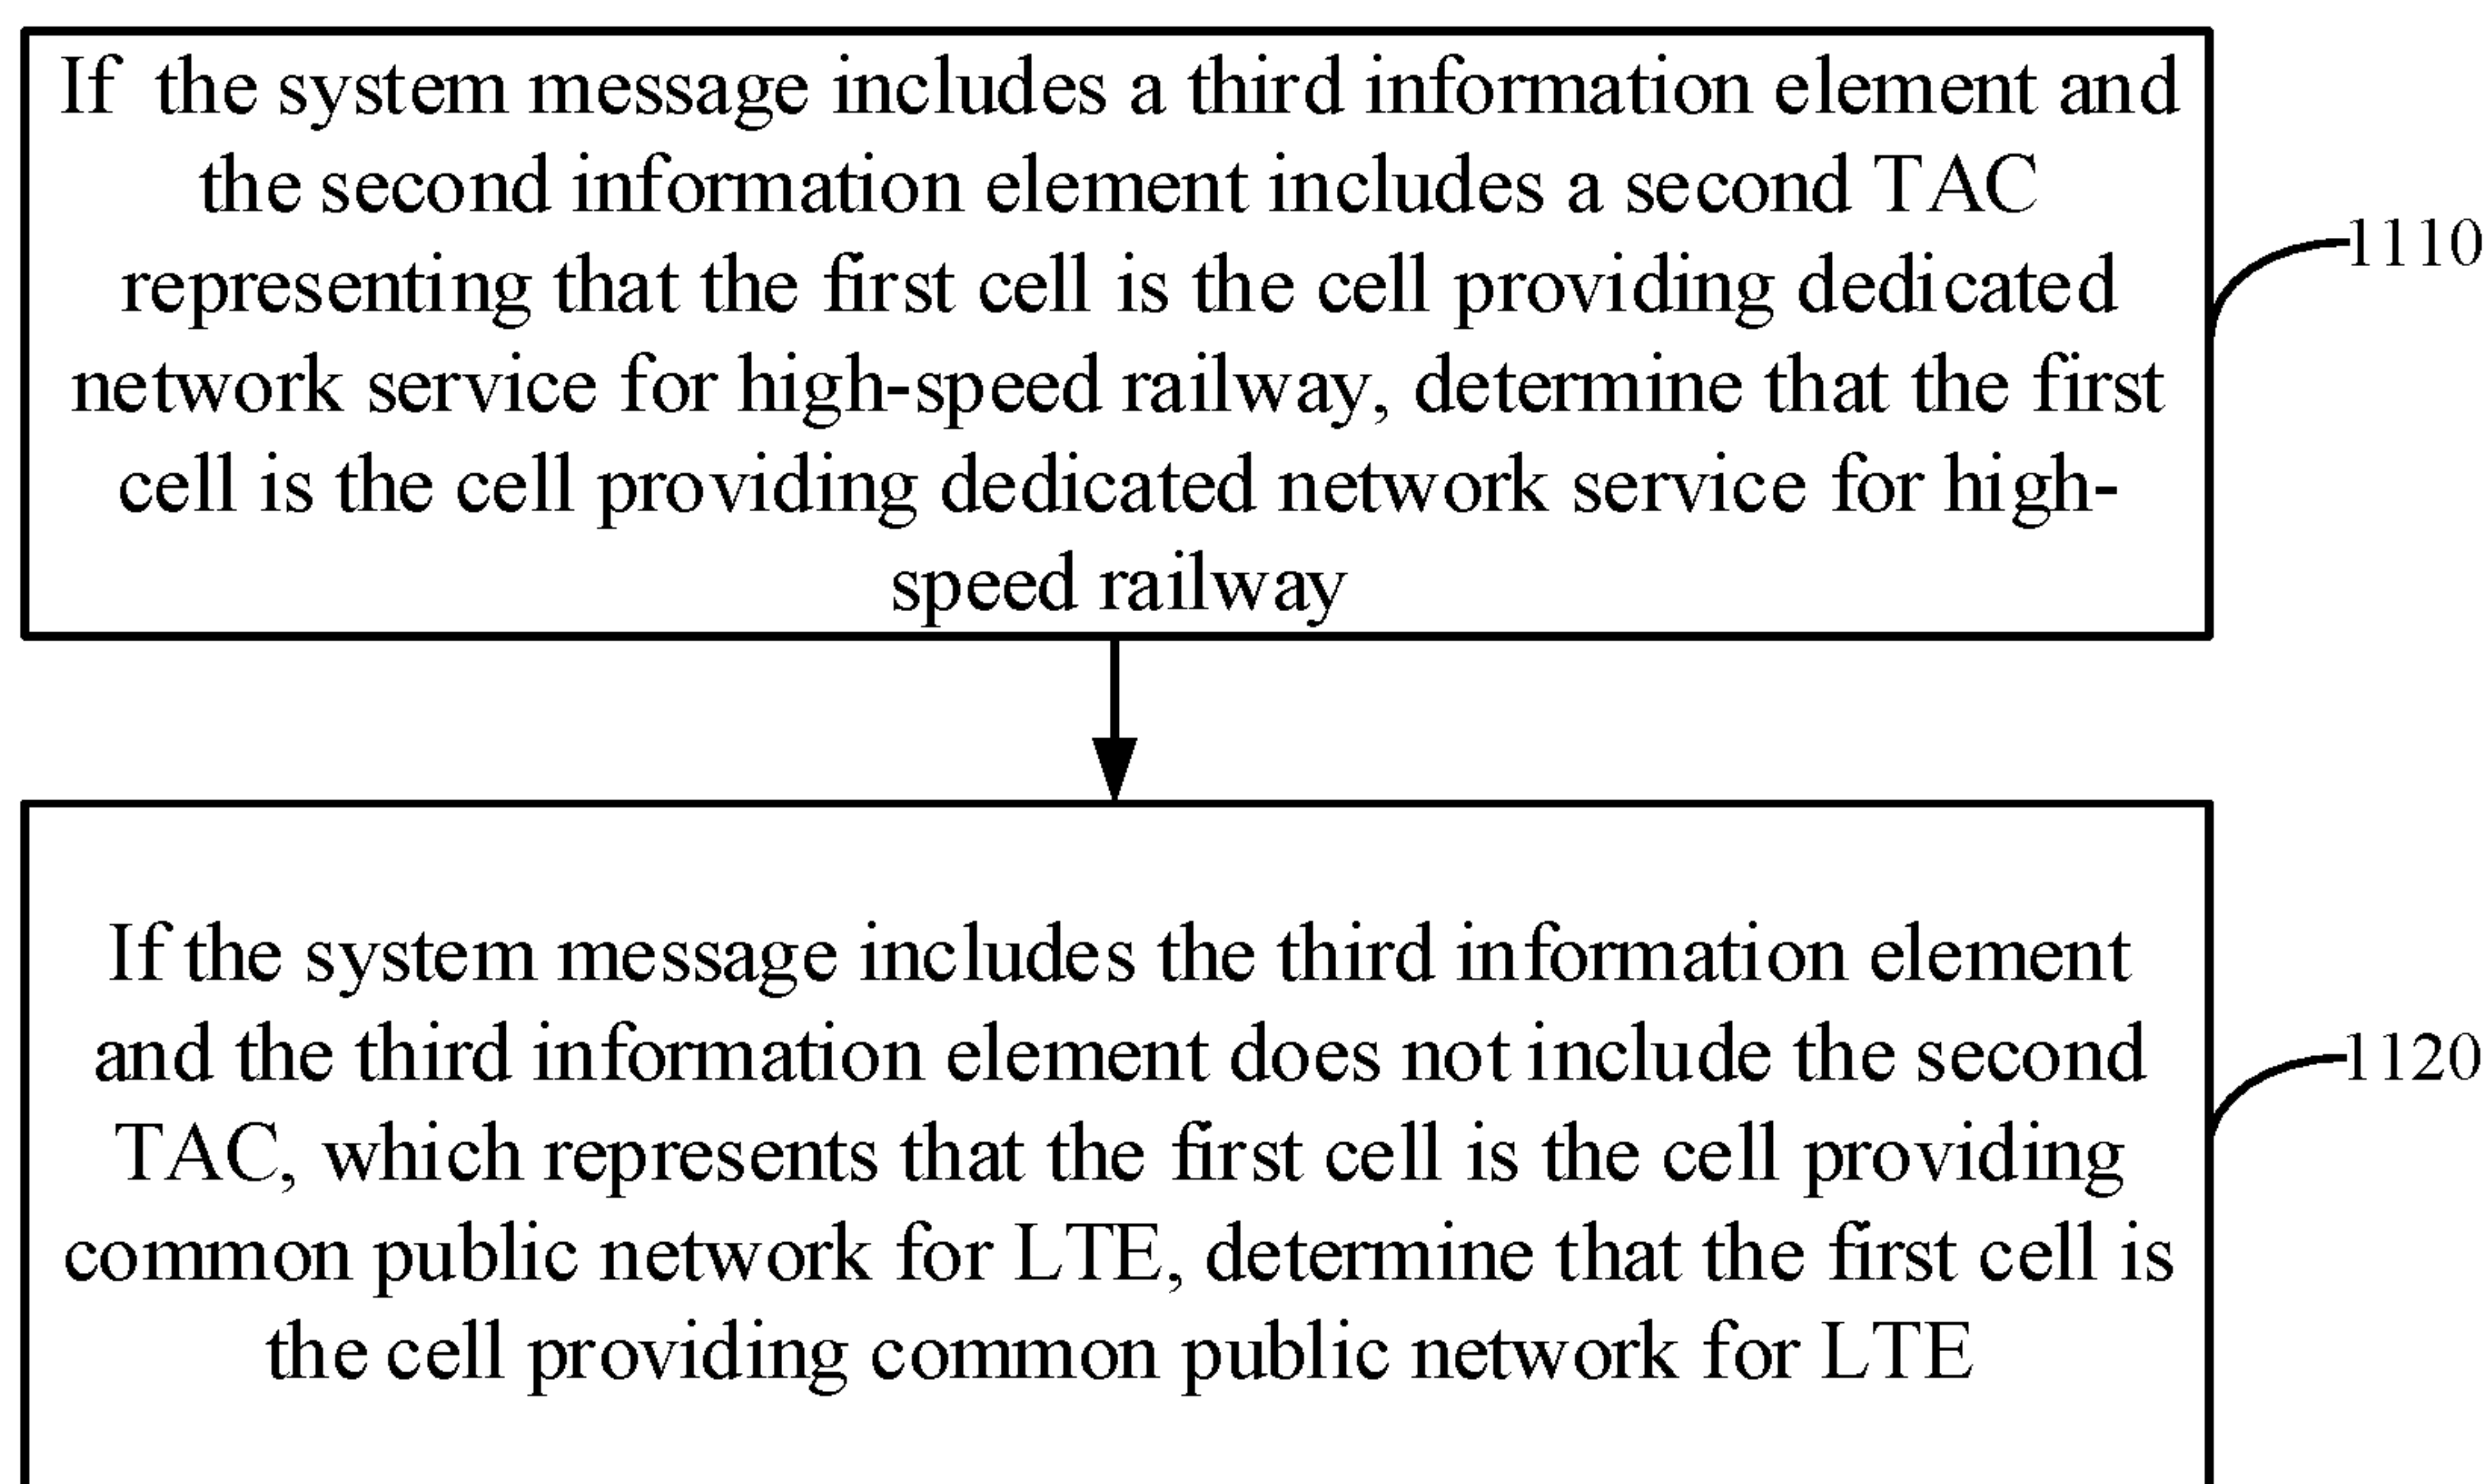 If the system message includes a third information element and
the second information element includes a second TAC
representing that the first cell is the cell providing dedicated
network service for high-speed railway, determine that the first
cell is the cell providing dedicated network service for high-
speed railway
1110
If the system message includes the third information element
and the third information element does not include the second
TAC, which represents that the first cell is the cell providing
common public network for LTE, determine that the first cell is
the cell providing common public network for LTE
1120